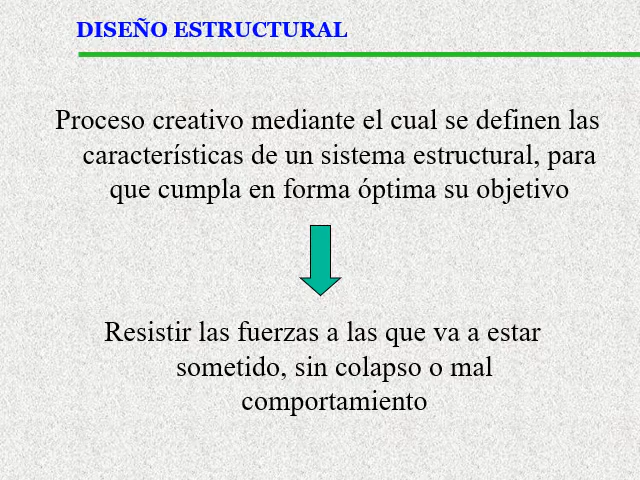 DISEÑO ESTRUCTURAL
Proceso creativo mediante el cual se definen las
características de un sistema estructural, para
que cumpla en forma óptima su objetivo
Resistir las fuerzas a las que va a estar
sometido, sin colapso o mal
comportamiento